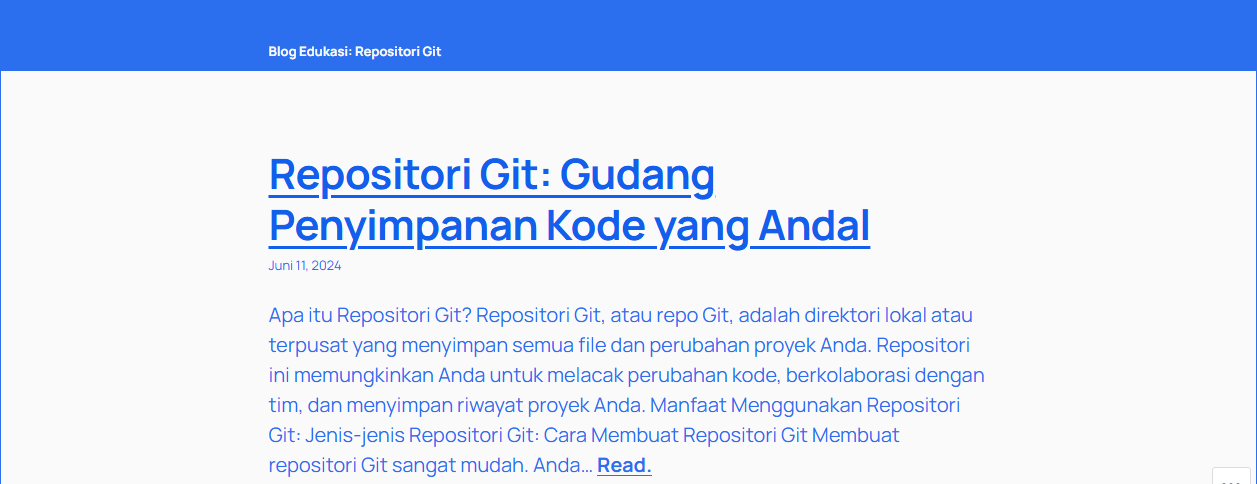 Blog Edukasi: Repositori Git
Repositori Git: Gudang
Penyimpanan Kode yang Andal
Juni 11, 2024
Apa itu Repositori Git? Repositori Git, atau repo Git, adalah direktori lokal atau
terpusat yang menyimpan semua file dan perubahan proyek Anda. Repositori
ini memungkinkan Anda untuk melacak perubahan kode, berkolaborasi dengan
tim, dan menyimpan riwayat proyek Anda. Manfaat Menggunakan Repositori
Git: Jenis-jenis Repositori Git: Cara Membuat Repositori Git Membuat
repositori Git sangat mudah. Anda… Read.